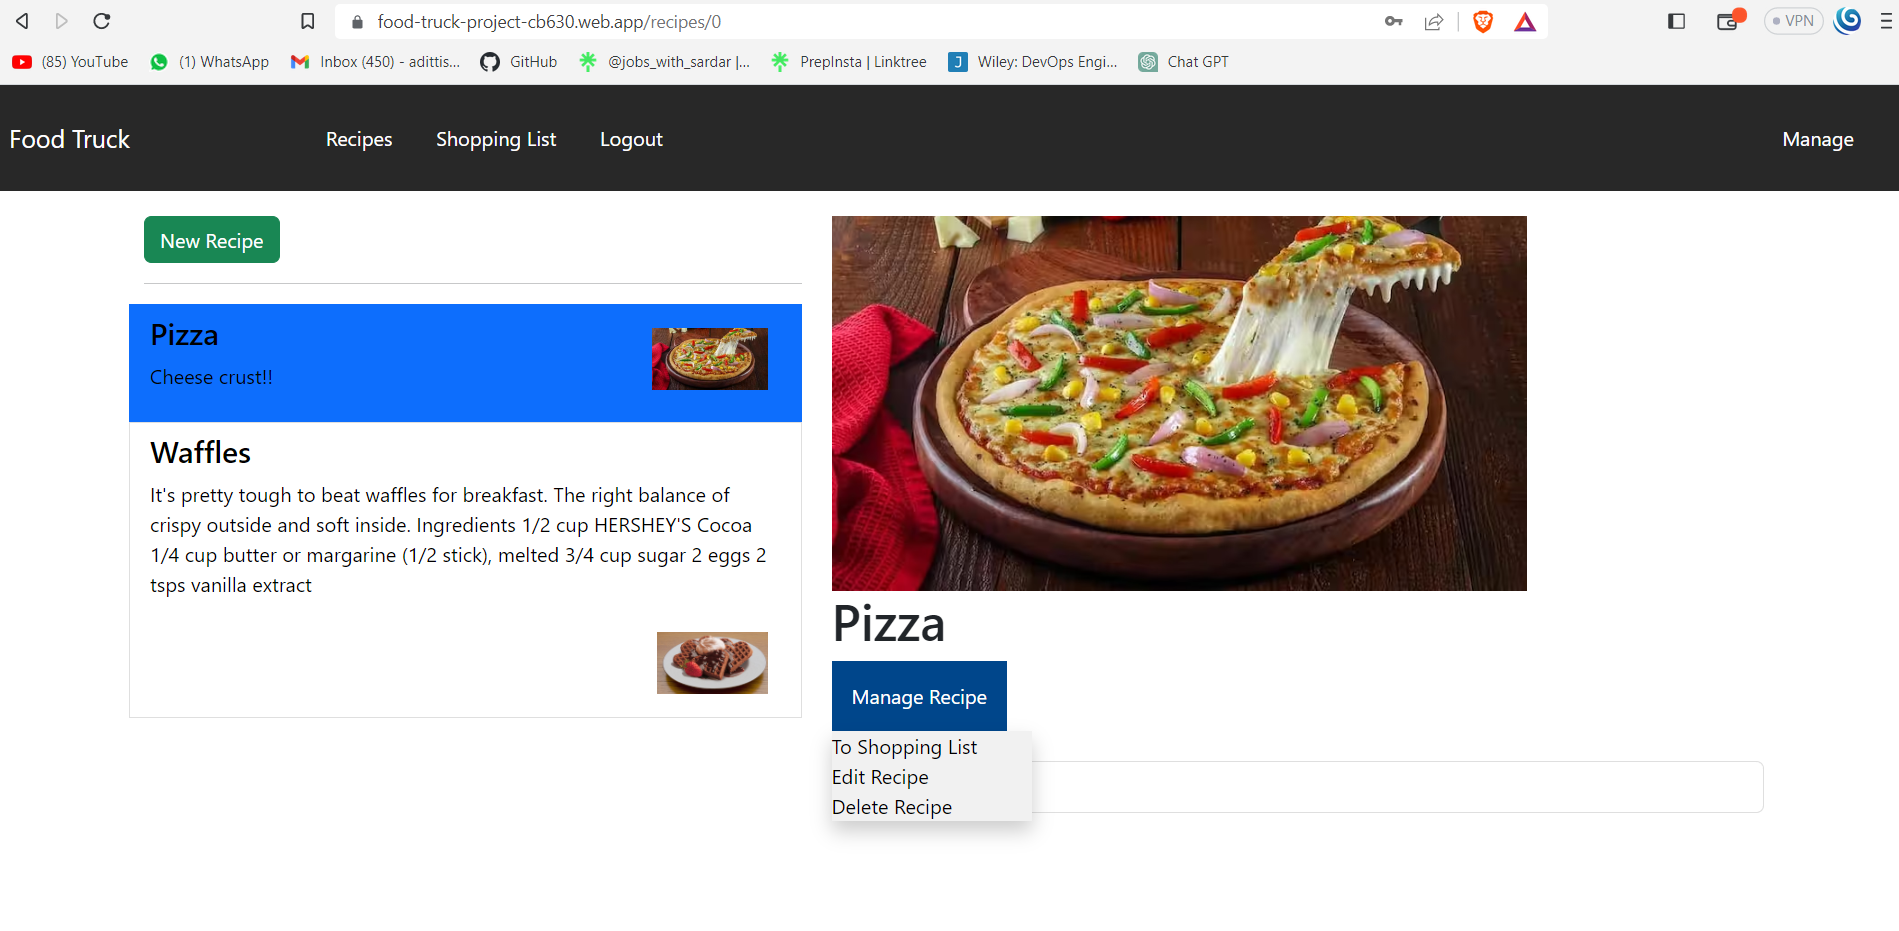 food-truck-project-cb630.web.app/recipes/0
VPN
(85) YouTube
(1) WhatsApp
Inbox (450) - adittis...
GitHub
@jobs_with_sardar |...
PrepInsta | Linktree
J
Wiley: DevOps Engi...
Chat GPT
Food Truck
Recipes
Shopping List
Logout
Manage
New Recipe
Pizza
Cheese crust!!
Waffles
It's pretty tough to beat waffles for breakfast. The right balance of
crispy outside and soft inside. Ingredients 1/2 cup HERSHEY'S Cocoa
1/4 cup butter or margarine (1/2 stick), melted 3/4 cup sugar 2 eggs 2
tsps vanilla extract
Pizza
Manage Recipe
To Shopping List
Edit Recipe
Delete Recipe